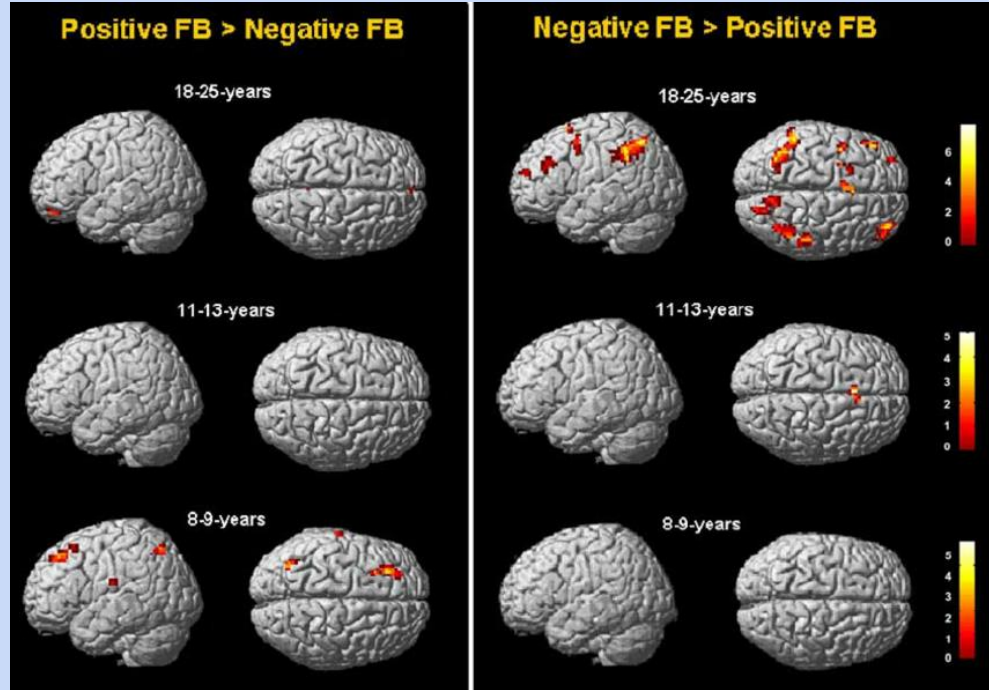 Positive FB > Negative FB
18-25-years
11-13-years
8-9-years
Negative FB > Positive FB
18-25-years
6
4
2
0
11-13-years
5
4
3
2
1
0
8-9-years
5
4
3
2
1
0